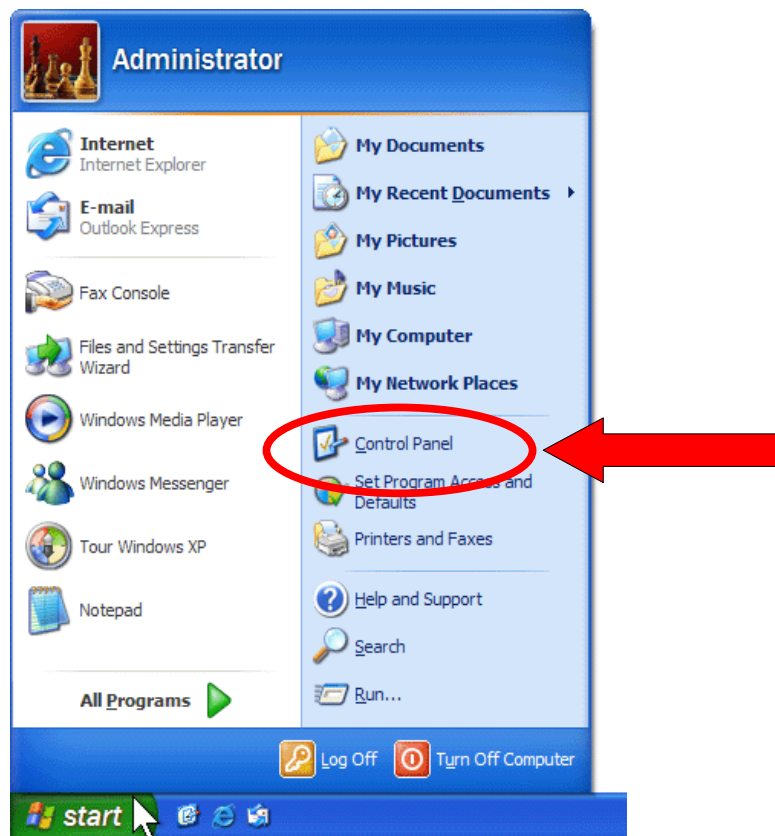 Administrator
Internet
Internet Explorer
E-mail
Outlook Express
Fax Console
Files and Settings Transfer
Wizard
Windows Media Player
Windows Messenger
Tour Windows XP
Notepad
All Programs
My Documents
My Recent Documents
My Pictures
My Music
My Computer
My Network Places
Control Panel
Set Program Access and
Defaults
Printers and Faxes
Help and Support
Search
Run...
Log Off
Turn Off Computer
start